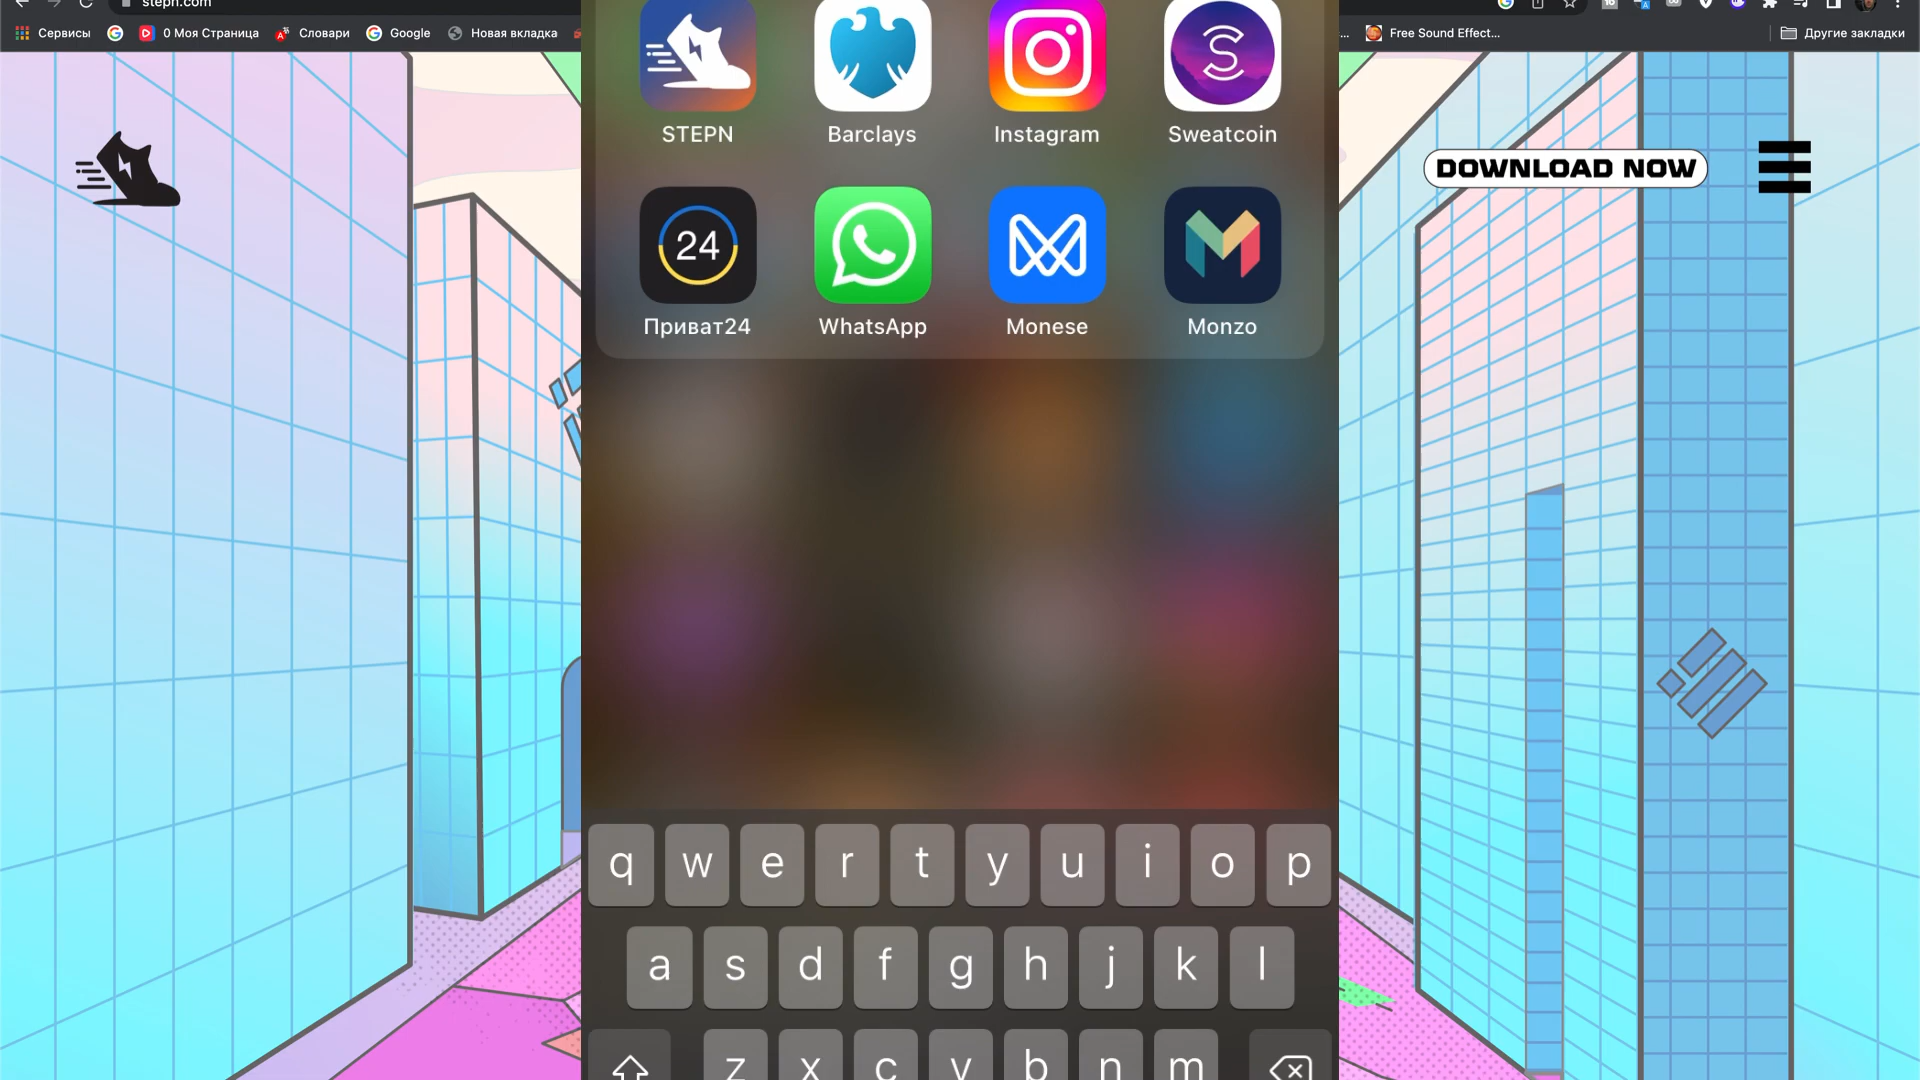 stepn.com
Сервисы
0 Моя Страница
Словари
Google
Новая вкладка
...
Free Sound Effect...
Другие закладки
STEPN
Barclays
Instagram
Sweatcoin
DOWNLOAD NOW
24
Приват24
WhatsApp
Monese
Monzo
q w e r t y u i o p
a s d f g h j k l
z x c v b n m